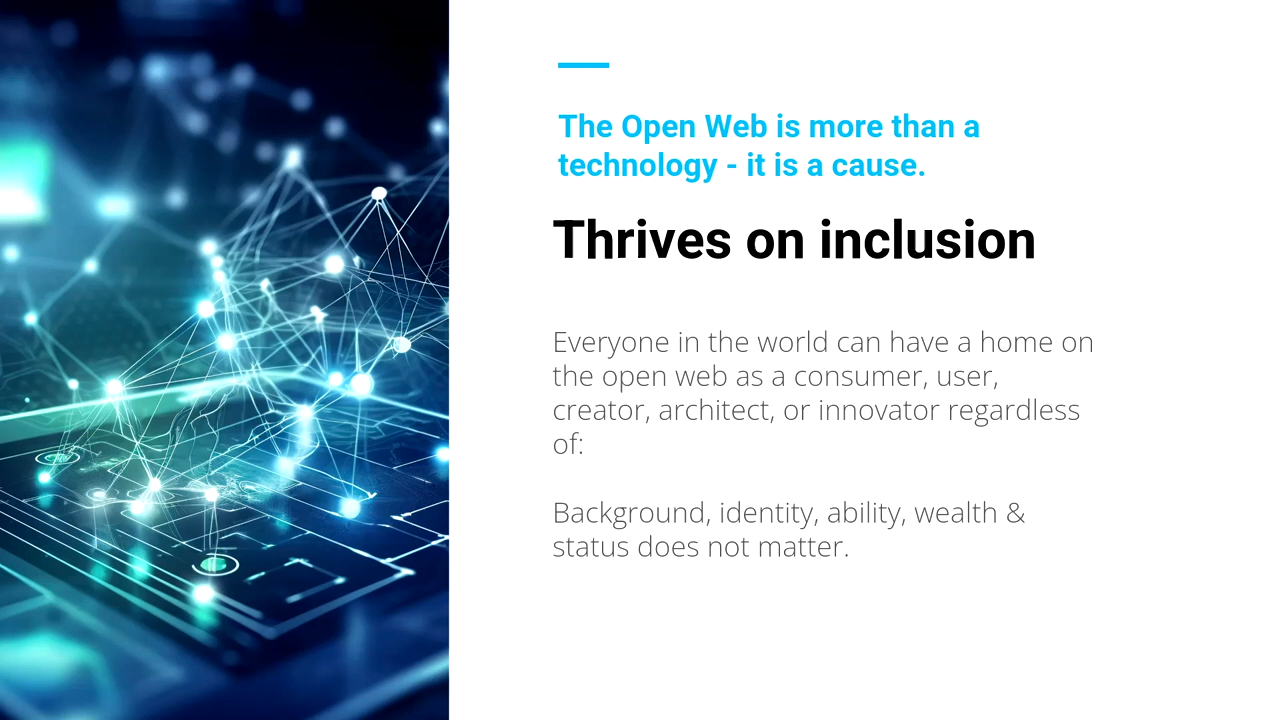 The Open Web is more than a
technology - it is a cause.
Thrives on inclusion
Everyone in the world can have a home on
the open web as a consumer, user,
creator, architect, or innovator regardless
of:
Background, identity, ability, wealth &
status does not matter.